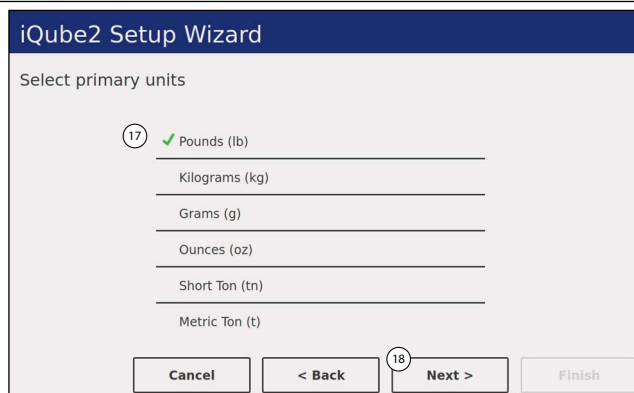 iQube2 Setup Wizard
Select primary units
17 ✓ Pounds (lb)
Kilograms (kg)
Grams (g)
Ounces (oz)
Short Ton (tn)
Metric Ton (t)
18
Cancel < Back Next > Finish